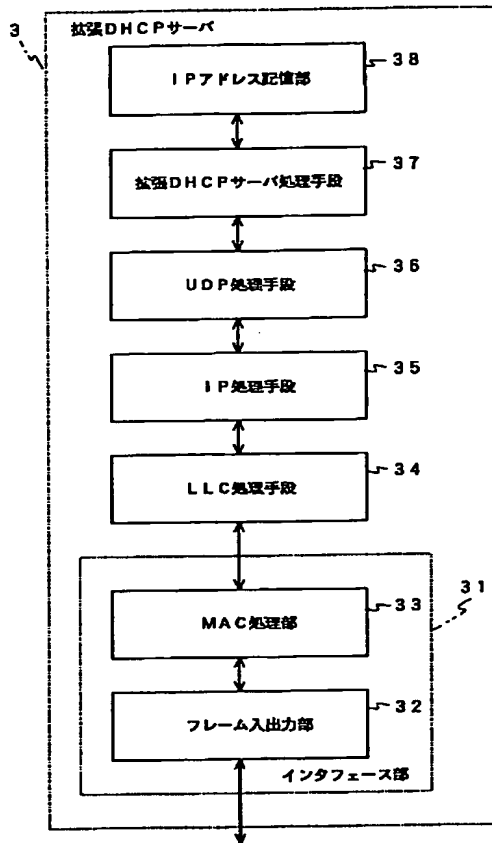 3
拡張DHCPサーバ
IPアドレス記憶部
38
拡張DHCPサーバ処理手段
37
UDP処理手段
36
IP処理手段
35
LLC処理手段
34
31
MAC処理部
33
フレーム入出力部
32
インタフェース部